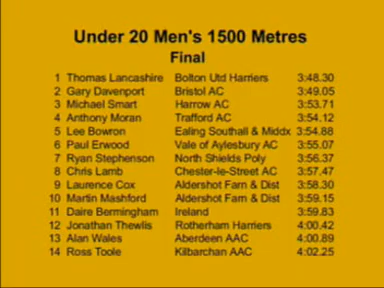 Under 20 Men's 1500 Metres
Final
1 Thomas Lancashire Bolton Utd Harriers 3:48.30
2 Gary Davenport Bristol AC 3:49.05
3 Michael Smart Harrow AC 3:53.71
4 Anthony Moran Trafford AC 3:54.12
5 Lee Bowron Ealing Southall & Middx 3:54.88
6 Paul Erwood Vale of Aylesbury AC 3:55.07
7 Ryan Stephenson North Shields Poly 3:56.37
8 Chris Lamb Chester-le-Street AC 3:57.47
9 Laurence Cox Aldershot Farn & Dist 3:58.30
10 Martin Mashford Aldershot Farn & Dist 3:59.15
11 Daire Bermingham Ireland 3:59.83
12 Jonathan Thewlis Rotherham Harriers 4:00.42
13 Alan Wales Aberdeen AAC 4:00.89
14 Ross Toole Kilbarchan AAC 4:02.25